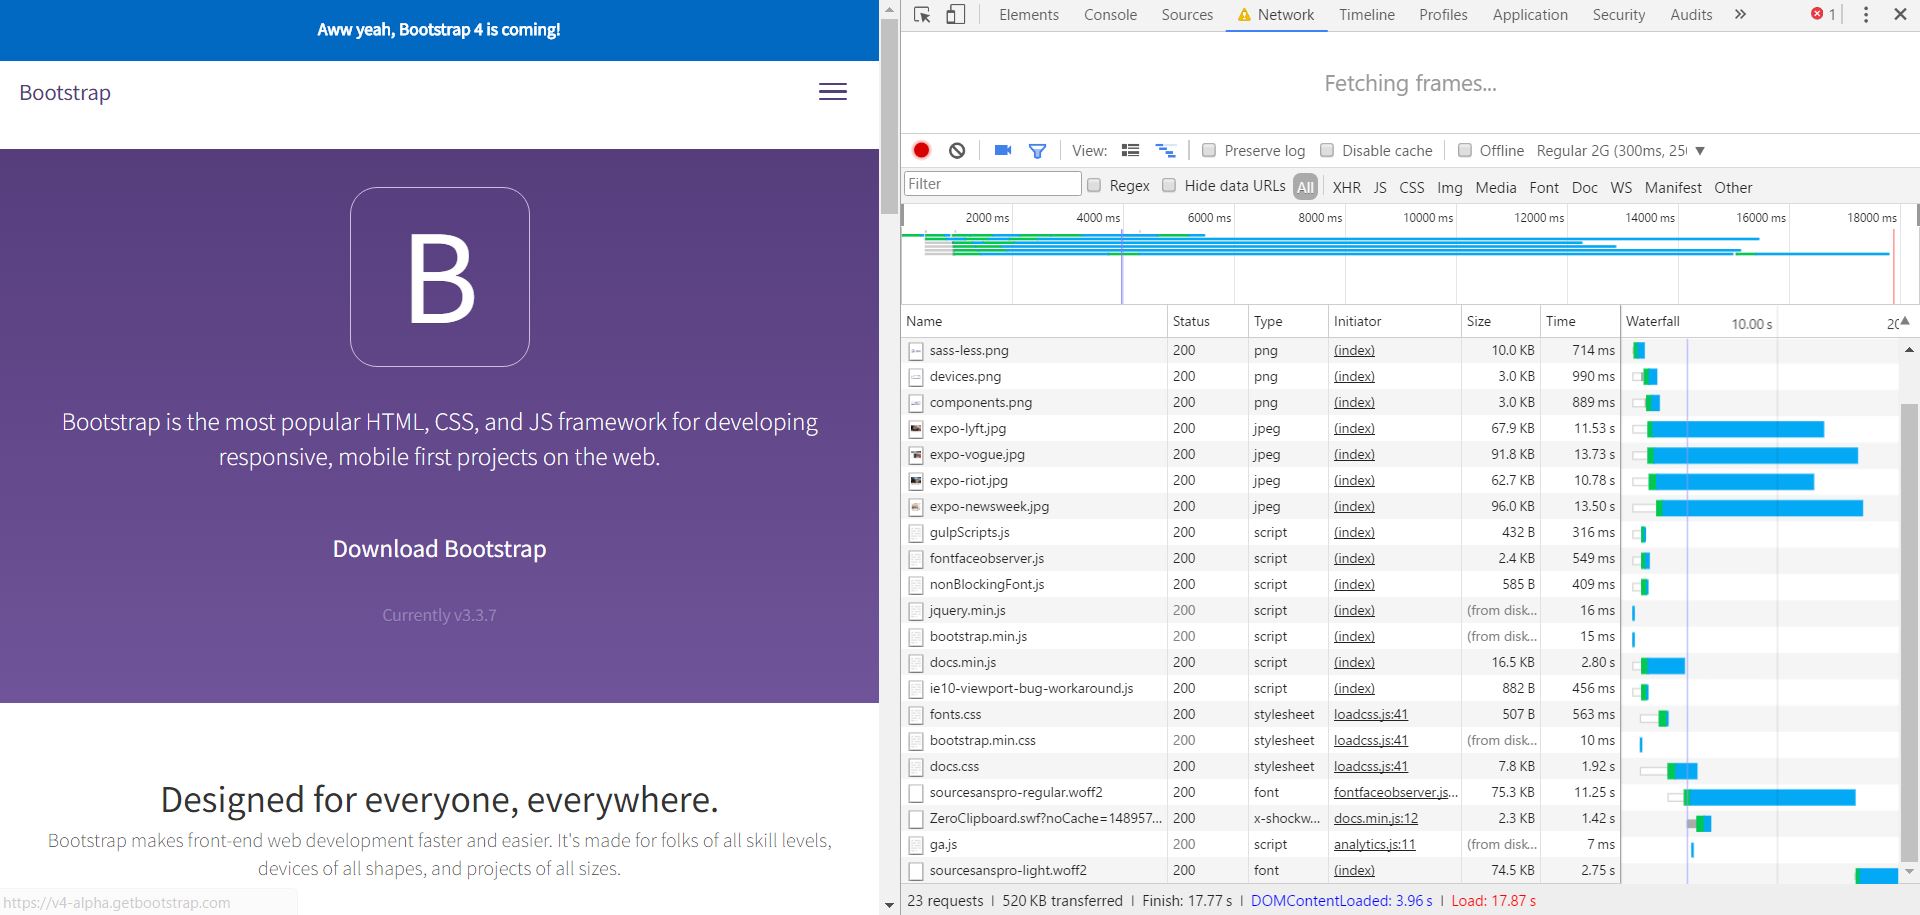 Aww yeah, Bootstrap 4 is coming!
Bootstrap
B
Bootstrap is the most popular HTML, CSS, and JS framework for developing
responsive, mobile first projects on the web.
Download Bootstrap
Currently v3.3.7
Designed for everyone, everywhere.
Bootstrap makes front-end web development faster and easier. It's made for folks of all skill levels,
devices of all shapes, and projects of all sizes.
https://v4-alpha.getbootstrap.com
Elements Console Sources Network Timeline Profiles Application Security Audits » 1
Fetching frames...
View: Preserve log Disable cache Offline Regular 2G (300ms, 25
Filter Regex Hide data URLs All XHR JS CSS Img Media Font Doc WS Manifest Other
2000 ms 4000 ms 6000 ms 8000 ms 10000 ms 12000 ms 14000 ms 16000 ms 18000 ms
Name Status Type Initiator Size Time Waterfall 10.00 s 20
sass-less.png 200 png (index) 10.0 KB 714 ms
devices.png 200 png (index) 3.0 KB 990 ms
components.png 200 png (index) 3.0 KB 889 ms
expo-lyft.jpg 200 jpeg (index) 67.9 KB 11.53 s
expo-vogue.jpg 200 jpeg (index) 91.8 KB 13.73 s
expo-riot.jpg 200 jpeg (index) 62.7 KB 10.78 s
expo-newsweek.jpg 200 jpeg (index) 96.0 KB 13.50 s
gulpScripts.js 200 script (index) 432 B 316 ms
fontfaceobserver.js 200 script (index) 2.4 KB 549 ms
nonBlockingFont.js 200 script (index) 585 B 409 ms
jquery.min.js 200 script (index) (from disk... 16 ms
bootstrap.min.js 200 script (index) (from disk... 15 ms
docs.min.js 200 script (index) 16.5 KB 2.80 s
ie10-viewport-bug-workaround.js 200 script (index) 882 B 456 ms
fonts.css 200 stylesheet loadcss.js:41 507 B 563 ms
bootstrap.min.css 200 stylesheet loadcss.js:41 (from disk... 10 ms
docs.css 200 stylesheet loadcss.js:41 7.8 KB 1.92 s
sourcesanspro-regular.woff2 200 font fontfaceobserver.js... 75.3 KB 11.25 s
ZeroClipboard.swf?noCache=148957... 200 x-shockw... docs.min.js:12 2.3 KB 1.42 s
ga.js 200 script analytics.js:11 (from disk... 7 ms
sourcesanspro-light.woff2 200 font (index) 74.5 KB 2.75 s
23 requests | 520 KB transferred | Finish: 17.77 s | DOMContentLoaded: 3.96 s | Load: 17.87 s